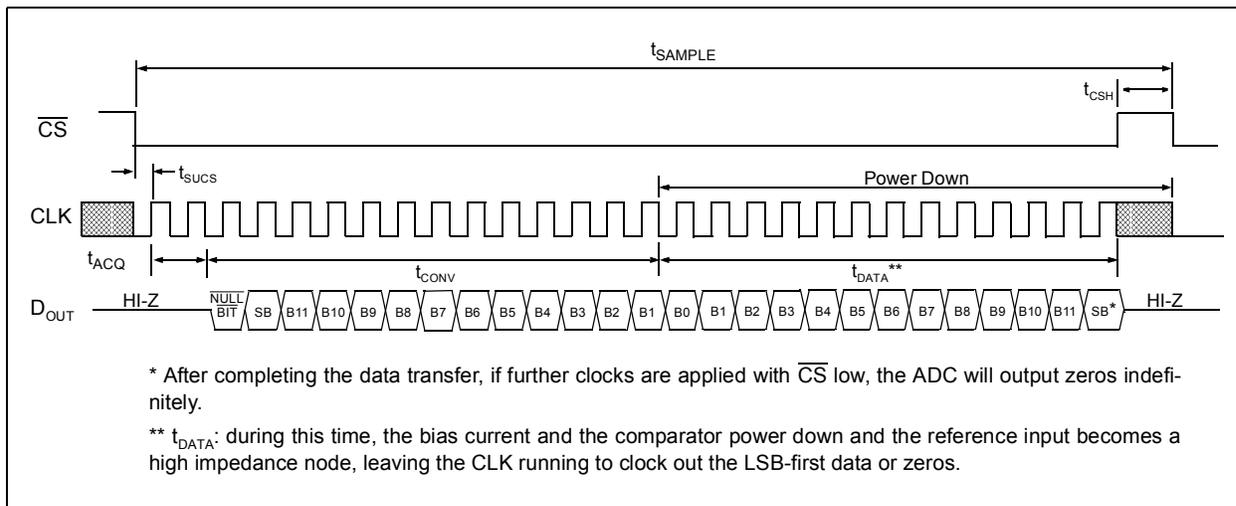 tSAMPLE
tCSH
CS
tSUCS
Power Down
CLK
tACQ
tCONV
tDATA**
HI-Z
NULL
BIT
SB
B11
B10
B9
B8
B7
B6
B5
B4
B3
B2
B1
B0
B1
B2
B3
B4
B5
B6
B7
B8
B9
B10
B11
SB*
HI-Z
DOUT
* After completing the data transfer, if further clocks are applied with CS low, the ADC will output zeros indefi-
nitely.
** tDATA: during this time, the bias current and the comparator power down and the reference input becomes a
high impedance node, leaving the CLK running to clock out the LSB-first data or zeros.